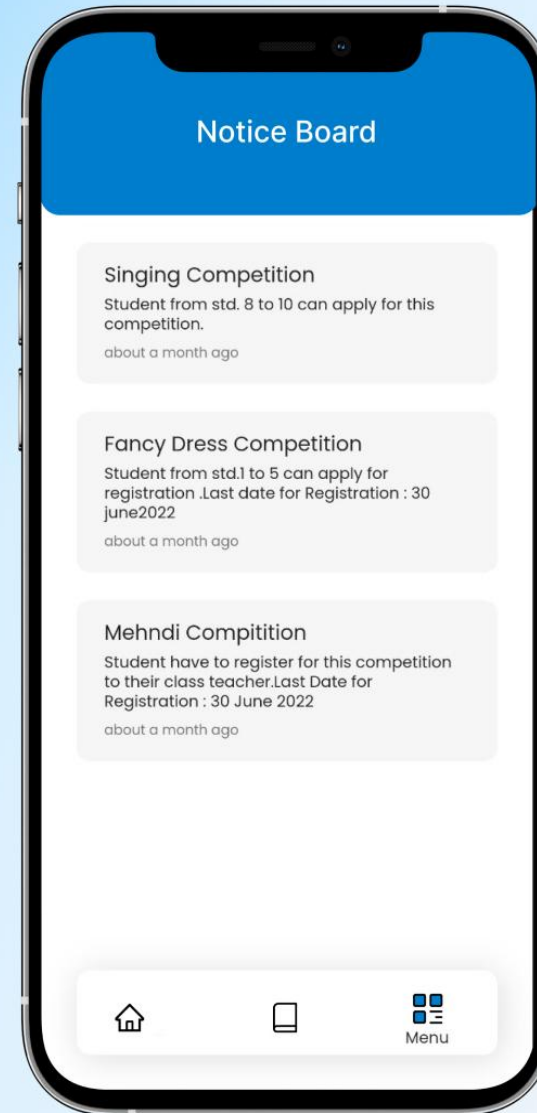 Notice Board
Singing Competition
Student from std. 8 to 10 can apply for this
competition.
about a month ago
Fancy Dress Competition
Student from std.1 to 5 can apply for
registration .Last date for Registration : 30
june2022
about a month ago
Mehndi Compitition
Student have to register for this competition
to their class teacher.Last Date for
Registration : 30 June 2022
about a month ago
Menu